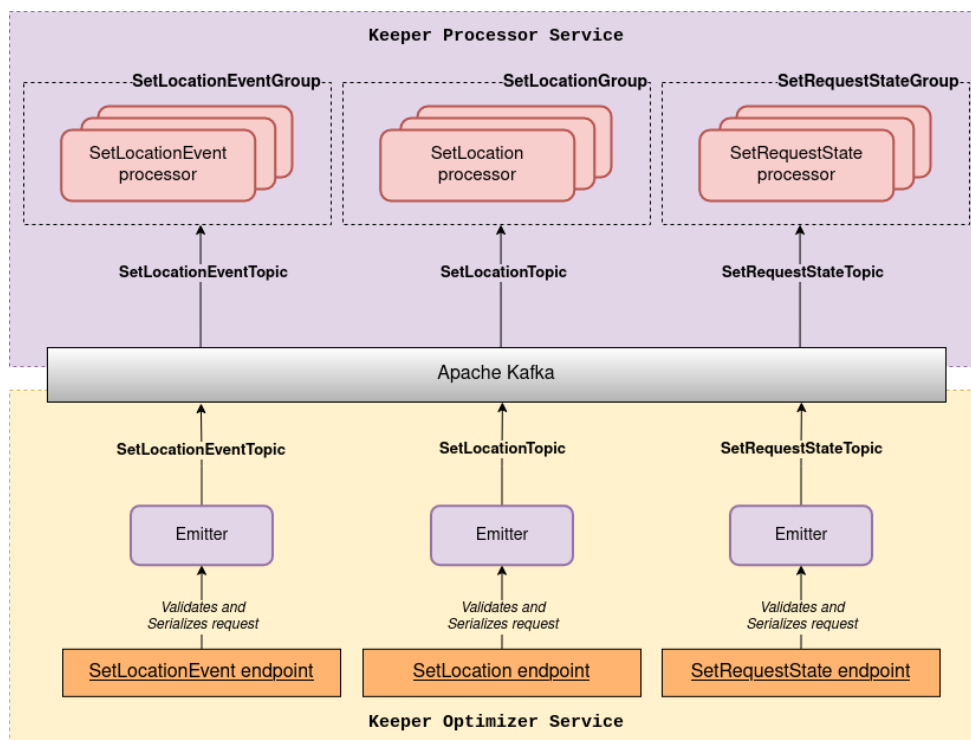 Keeper Processor Service
SetLocationEventGroup
SetLocationGroup
SetRequestStateGroup
SetLocationEvent
processor
SetLocation
processor
SetRequestState
processor
SetLocationEventTopic
SetLocationTopic
SetRequestStateTopic
Apache Kafka
SetLocationEventTopic
SetLocationTopic
SetRequestStateTopic
Emitter
Emitter
Emitter
Validates and
Serializes request
Validates and
Serializes request
Validates and
Serializes request
SetLocationEvent endpoint
SetLocation endpoint
SetRequestState endpoint
Keeper Optimizer Service